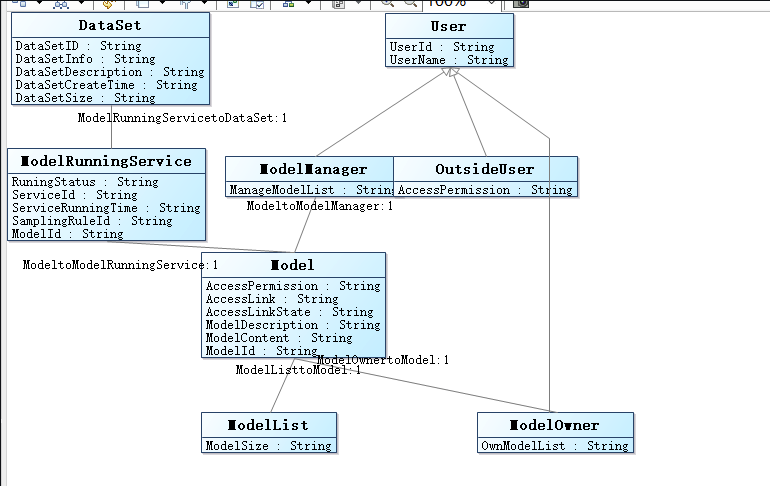 100%
DataSet
DataSetID : String
DataSetInfo : String
DataSetDescription : String
DataSetCreateTime : String
DataSetSize : String
User
UserId : String
UserName : String
ModelRunningServicetoDataSet:1
ModelRunningService
RuningStatus : String
ServiceId : String
ServiceRunningTime : String
SamplingRuleId : String
ModelId : String
ModelManager
ManageModelList : String
OutsideUser
AccessPermission : String
ModeltoModelManager:1
ModeltoModelRunningService:1
Model
AccessPermission : String
AccessLink : String
AccessLinkState : String
ModelDescription : String
ModelContent : String
ModelId : String
ModelOwnertoModel:1
ModelListtoModel:1
ModelList
ModelSize : String
ModelOwner
OwnModelList : String